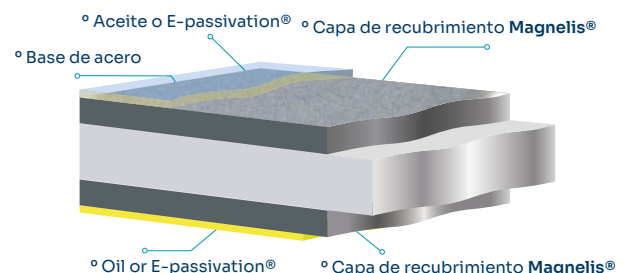 º Aceite o E-passivation®
º Capa de recubrimiento Magnelis®
º Base de acero
º Oil or E-passivation®
º Capa de recubrimiento Magnelis®